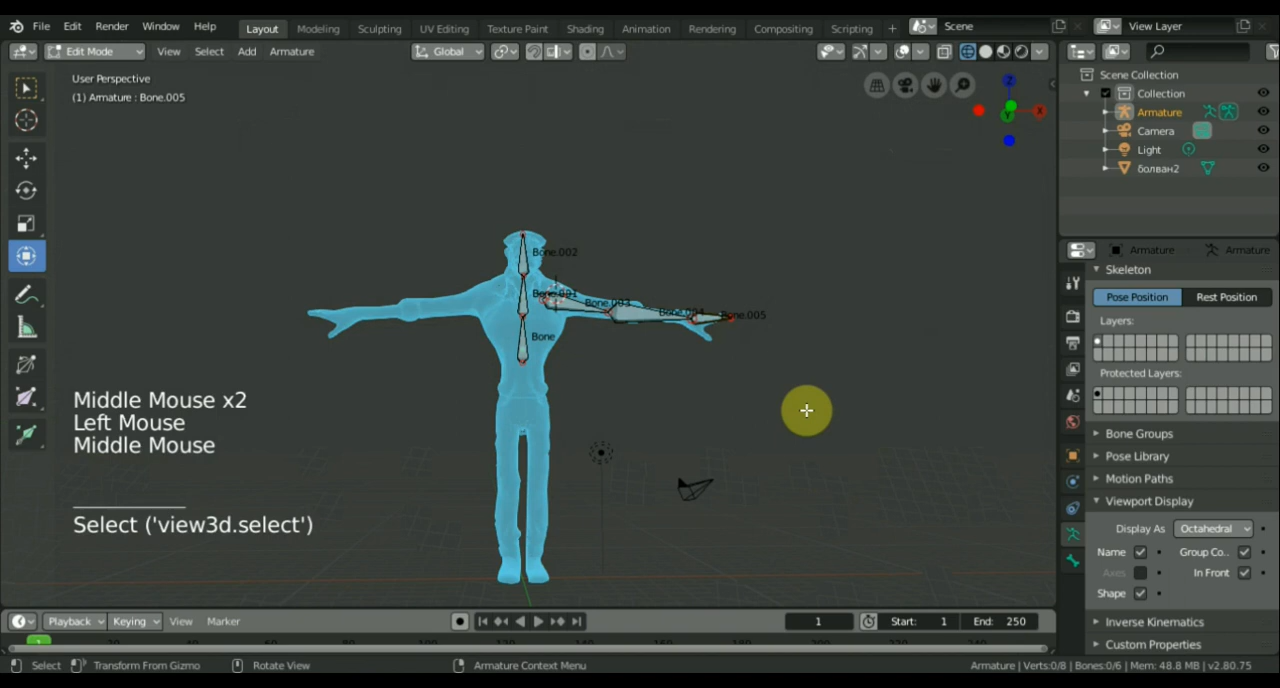 File Edit Render Window Help Layout Modeling Sculpting UV Editing Texture Paint Shading Animation Rendering Compositing Scripting + Scene View Layer
Edit Mode View Select Add Armature Global
User Perspective
(1) Armature : Bone.005
Scene Collection
Collection
Armature
Camera
Light
болван2
Z
X
Y
Bone.002
Bone.001
Bone.003
Bone.004
Bone.005
Bone
Middle Mouse x2
Left Mouse
Middle Mouse
Select ('view3d.select')
Armature Armature
Skeleton
Pose Position Rest Position
Layers:
Protected Layers:
Bone Groups
Pose Library
Motion Paths
Viewport Display
Display As Octahedral
Name Group Co..
Axes In Front
Shape
Inverse Kinematics
Custom Properties
Playback Keying View Marker 1 Start: 1 End: 250
1
Select Transform From Gizmo Rotate View Armature Context Menu Armature | Verts:0/8 | Bones:0/6 | Mem: 48.8 MB | v2.80.75